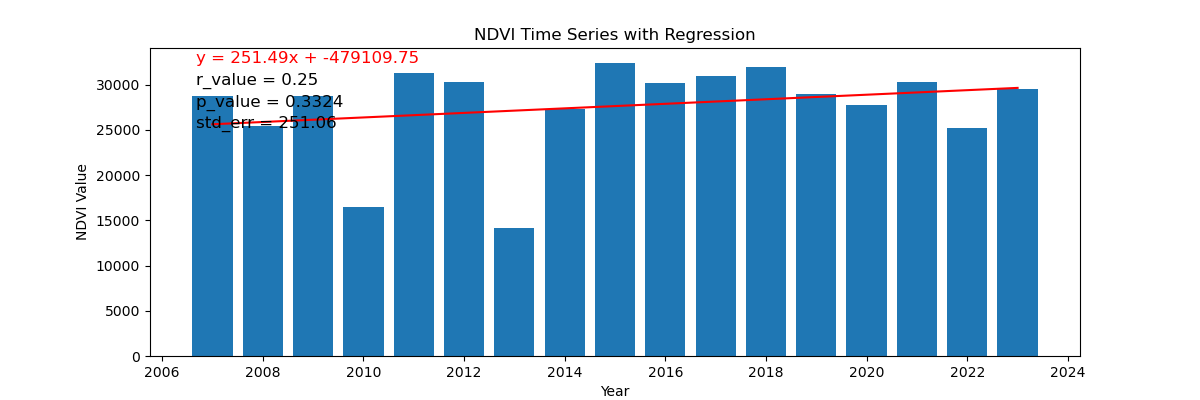 NDVI Time Series with Regression
y = 251.49x + -479109.75
r_value = 0.25
p_value = 0.3324
std_err = 251.06
NDVI Value
30000
25000
20000
15000
10000
5000
0
2006 2008 2010 2012 2014 2016 2018 2020 2022 2024
Year